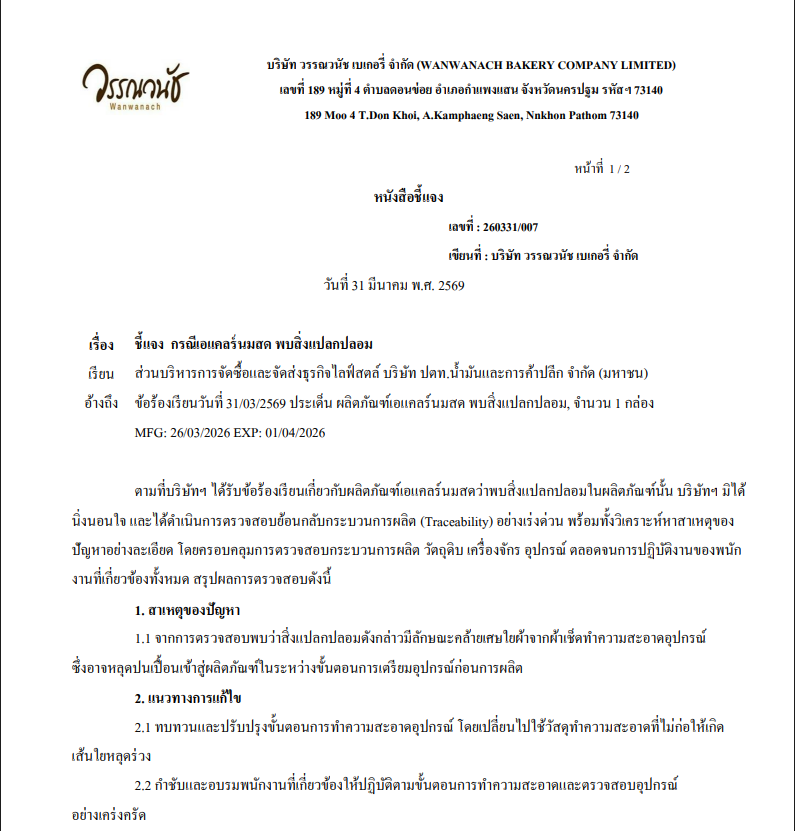 วรรณวนัช
Wanwanach
บริษัท วรรณวนัช เบเกอรี่ จำกัด (WANWANACH BAKERY COMPANY LIMITED)
เลขที่ 189 หมู่ที่ 4 ตำบลดอนข่อย อำเภอกำแพงแสน จังหวัดนครปฐม รหัสฯ 73140
189 Moo 4 T.Don Khoi, A.Kamphaeng Saen, Nnkhon Pathom 73140
หน้าที่ 1 / 2
หนังสือชี้แจง
เลขที่ : 260331/007
เขียนที่ : บริษัท วรรณวนัช เบเกอรี่ จำกัด
วันที่ 31 มีนาคม พ.ศ. 2569
เรื่อง ชี้แจง กรณีเอแคลร์นมสด พบสิ่งแปลกปลอม
เรียน ส่วนบริหารการจัดซื้อและจัดส่งธุรกิจไลฟ์สตล์ บริษัท ปตท.น้ำมันและการค้าปลีก จำกัด (มหาชน)
อ้างถึง ข้อร้องเรียนวันที่ 31/03/2569 ประเด็น ผลิตภัณฑ์เอแคลร์นมสด พบสิ่งแปลกปลอม, จำนวน 1 กล่อง
MFG: 26/03/2026 EXP: 01/04/2026
ตามที่บริษัทฯ ได้รับข้อร้องเรียนเกี่ยวกับผลิตภัณฑ์เอแคลร์นมสดว่าพบสิ่งแปลกปลอมในผลิตภัณฑ์นั้น บริษัทฯ มิได้
นิ่งนอนใจ และได้ดำเนินการตรวจสอบย้อนกลับกระบวนการผลิต (Traceability) อย่างเร่งด่วน พร้อมทั้งวิเคราะห์หาสาเหตุของ
ปัญหาอย่างละเอียด โดยครอบคลุมการตรวจสอบกระบวนการผลิต วัตถุดิบ เครื่องจักร อุปกรณ์ ตลอดจนการปฏิบัติงานของพนัก
งานที่เกี่ยวข้องทั้งหมด สรุปผลการตรวจสอบดังนี้
1. สาเหตุของปัญหา
1.1 จากการตรวจสอบพบว่าสิ่งแปลกปลอมดังกล่าวมีลักษณะคล้ายเศษใยผ้าจากผ้าเช็ดทำความสะอาดอุปกรณ์
ซึ่งอาจหลุดปนเปื้อนเข้าสู่ผลิตภัณฑ์ในระหว่างขั้นตอนการเตรียมอุปกรณ์ก่อนการผลิต
2. แนวทางการแก้ไข
2.1 ทบทวนและปรับปรุงขั้นตอนการทำความสะอาดอุปกรณ์ โดยเปลี่ยนไปใช้วัสดุทำความสะอาดที่ไม่ก่อให้เกิด
เส้นใยหลุดร่วง
2.2 กำชับและอบรมพนักงานที่เกี่ยวข้องให้ปฏิบัติตามขั้นตอนการทำความสะอาดและตรวจสอบอุปกรณ์
อย่างเคร่งครัด